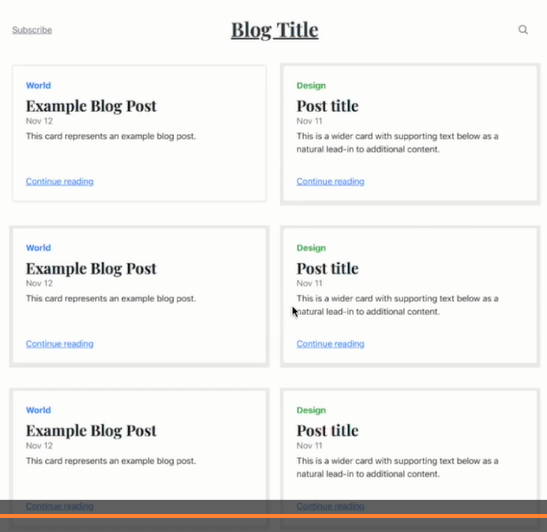 Subscribe
Blog Title
World
Example Blog Post
Nov 12
This card represents an example blog post.
Continue reading
Design
Post title
Nov 11
This is a wider card with supporting text below as a
natural lead-in to additional content.
Continue reading
World
Example Blog Post
Nov 12
This card represents an example blog post.
Continue reading
Design
Post title
Nov 11
This is a wider card with supporting text below as a
natural lead-in to additional content.
Continue reading
World
Example Blog Post
Nov 12
This card represents an example blog post.
Continue reading
Design
Post title
Nov 11
This is a wider card with supporting text below as a
natural lead-in to additional content.
Continue reading